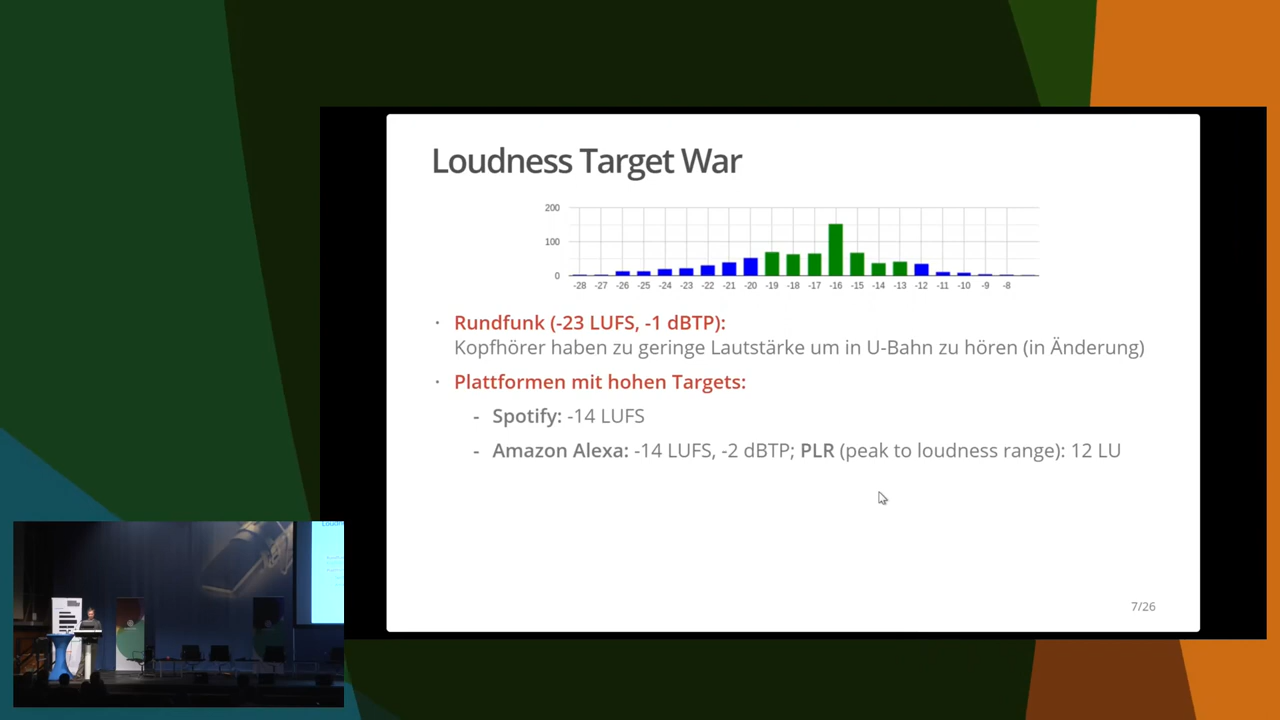 Loudness Target War
200
100
0
-28 -27 -26 -25 -24 -23 -22 -21 -20 -19 -18 -17 -16 -15 -14 -13 -12 -11 -10 -9 -8
· Rundfunk (-23 LUFS, -1 dBTP):
Kopfhörer haben zu geringe Lautstärke um in U-Bahn zu hören (in Änderung)
· Plattformen mit hohen Targets:
- Spotify: -14 LUFS
- Amazon Alexa: -14 LUFS, -2 dBTP; PLR (peak to loudness range): 12 LU
7/26